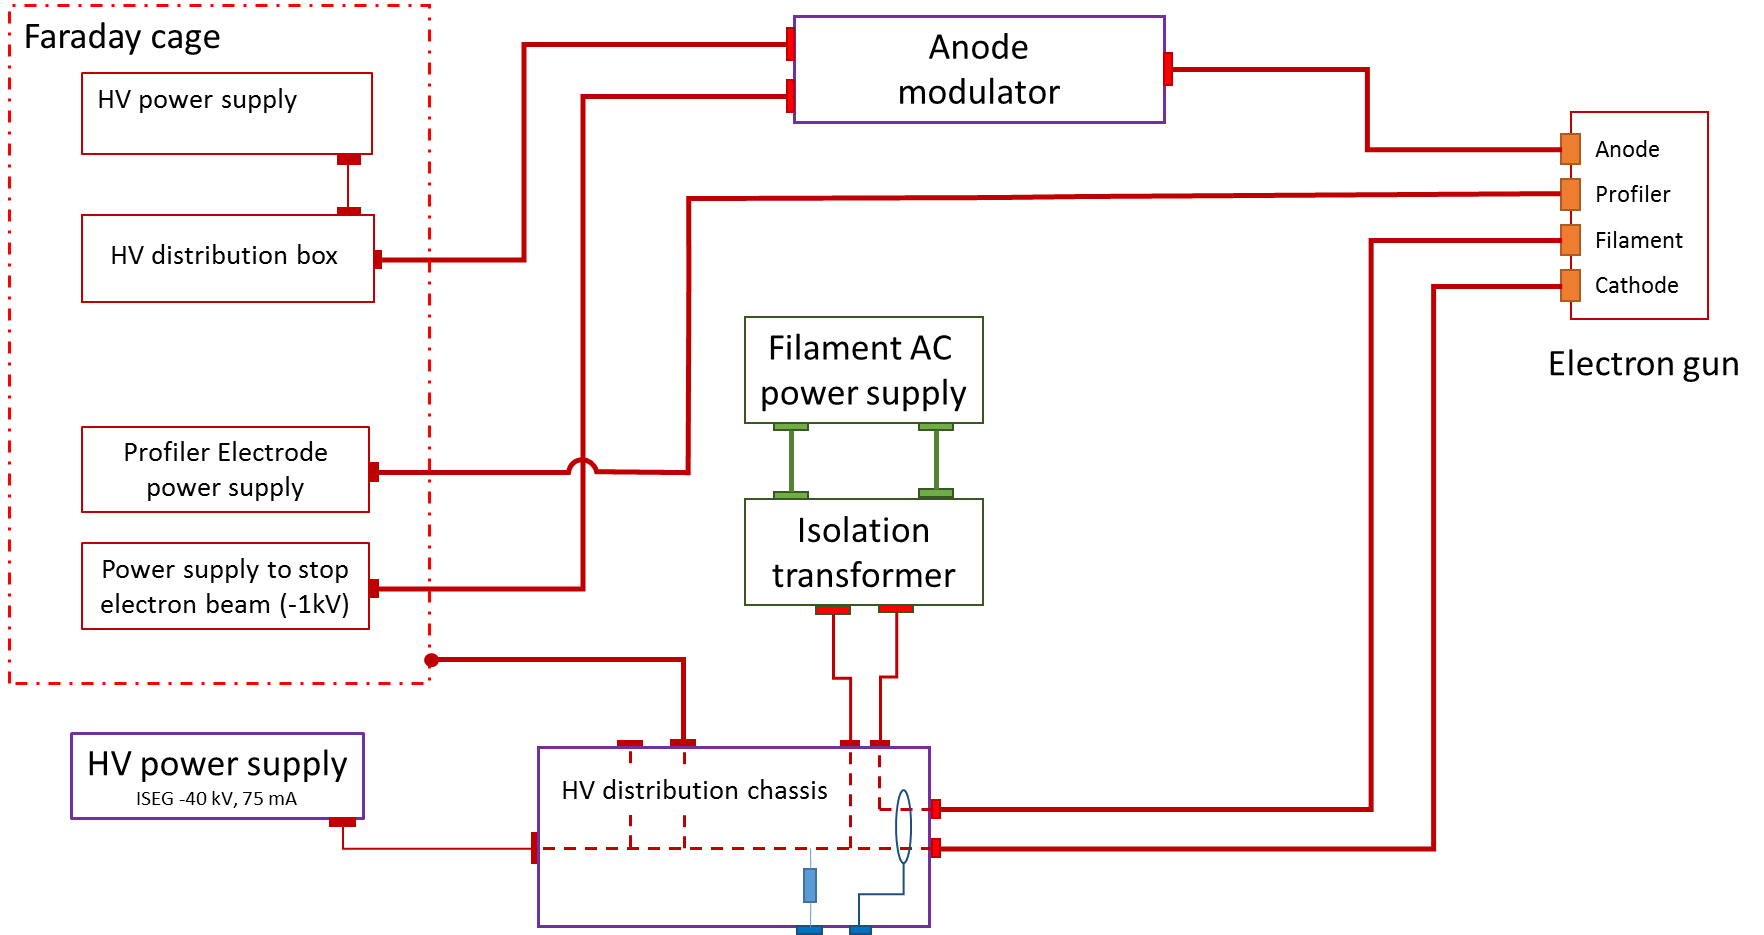 Faraday cage
HV power supply
HV distribution box
Profiler Electrode
power supply
Power supply to stop
electron beam (-1kV)
Anode
modulator
Anode
Profiler
Filament
Cathode
Electron gun
Filament AC
power supply
Isolation
transformer
HV power supply
ISEG -40 kV, 75 mA
HV distribution chassis